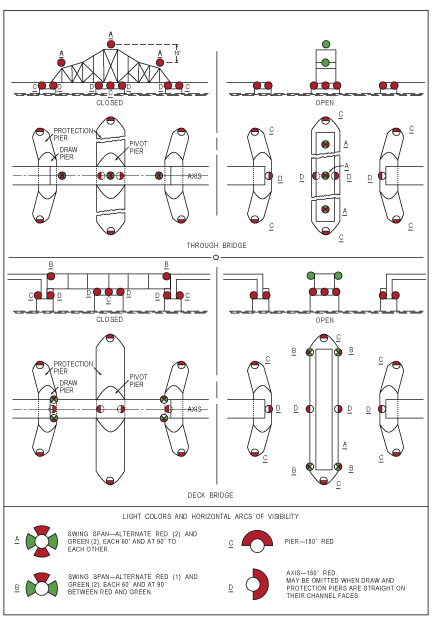 A
A
A
10'
C D D C D D C
CLOSED
OPEN
PROTECTION
PIER
DRAW
PIER
PIVOT
PIER
AXIS
C
C
C
A
A
D
D
A
C
C
C
THROUGH BRIDGE
B
B
C D D C D D C
CLOSED
OPEN
PROTECTION
PIER
DRAW
PIER
PIVOT
PIER
AXIS
C
C
C
B
B
D
D
D
D
A
B
B
C
C
C
DECK BRIDGE
LIGHT COLORS AND HORIZONTAL ARCS OF VISIBILITY
A
SWING SPAN—ALTERNATE RED (2) AND
GREEN (2), EACH 60° AND AT 90° TO
EACH OTHER.
B
SWING SPAN—ALTERNATE RED (1) AND
GREEN (2), EACH 60° AND AT 90°
BETWEEN RED AND GREEN.
C
PIER—180° RED
D
AXIS—180° RED.
MAY BE OMITTED WHEN DRAW AND
PROTECTION PIERS ARE STRAIGHT ON
THEIR CHANNEL FACES.